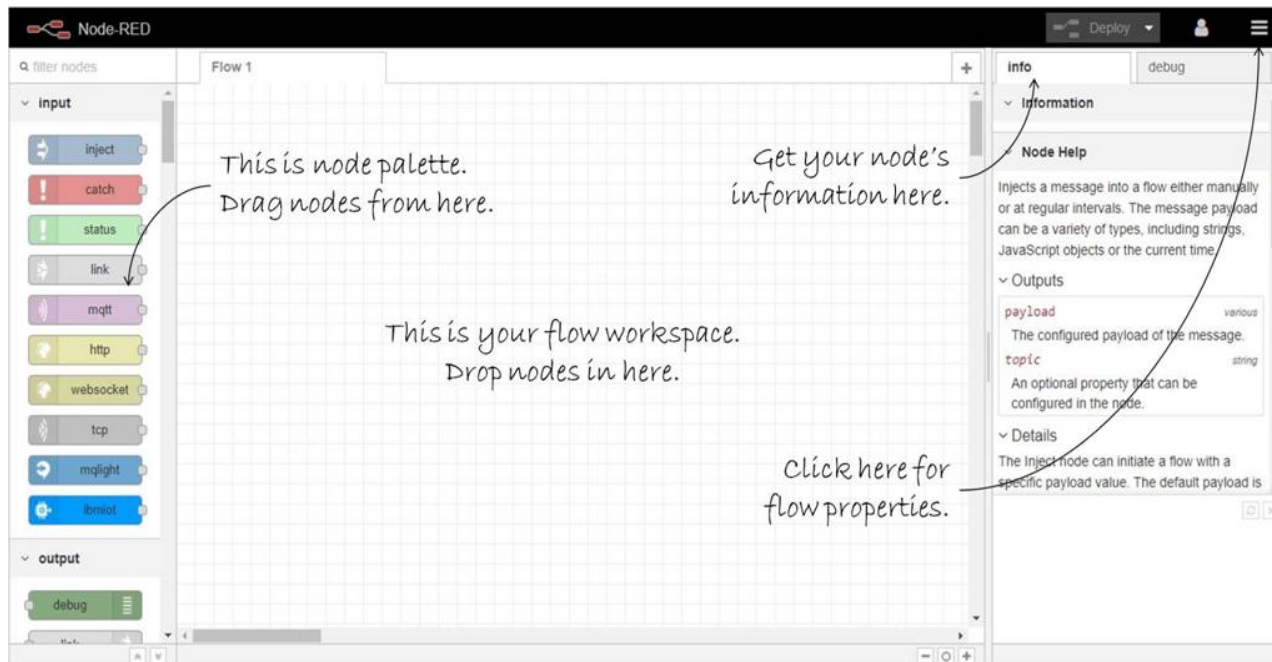 Node-RED
Deploy
filter nodes
Flow 1
info
debug
input
Information
inject
Node Help
This is node palette.
Drag nodes from here.
Get your node's
information here.
catch
Injects a message into a flow either manually
or at regular intervals. The message payload
can be a variety of types, including strings,
JavaScript objects or the current time.
status
link
Outputs
mqtt
payload
various
The configured payload of the message.
This is your flow workspace.
Drop nodes in here.
http
topic
string
An optional property that can be
configured in the node.
websocket
tcp
Details
mqlight
Click here for
flow properties.
The Inject node can initiate a flow with a
specific payload value. The default payload is
ibmiot
output
debug
link